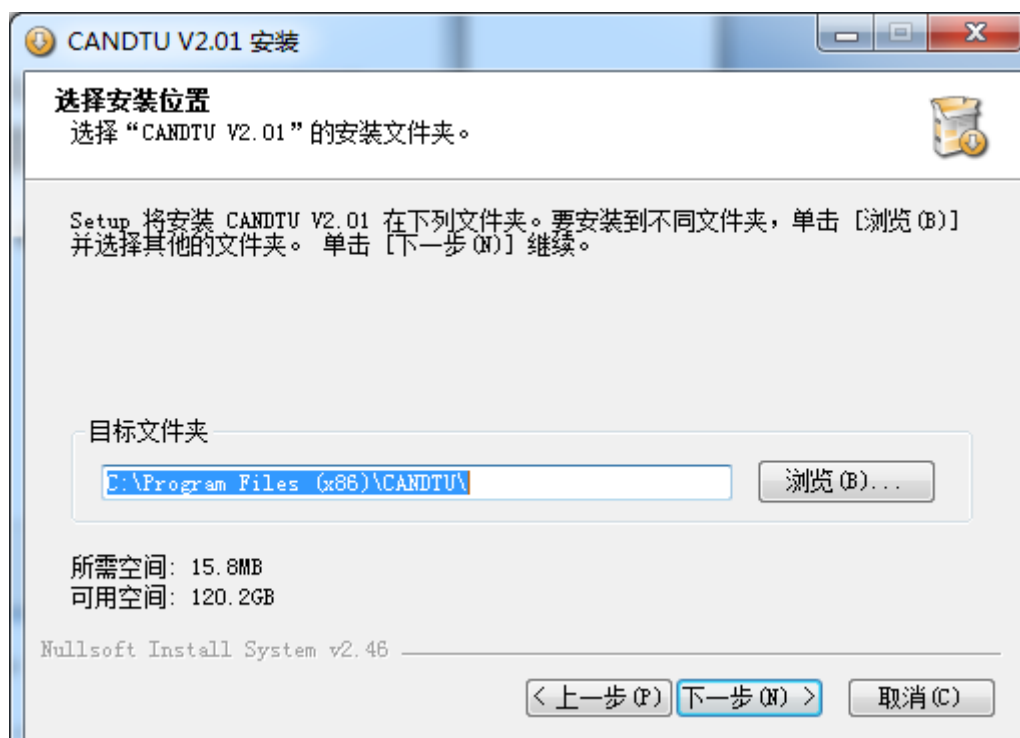 CANDTU V2.01 安装
选择安装位置
选择“CANDTU V2.01”的安装文件夹。
Setup 将安装 CANDTU V2.01 在下列文件夹。要安装到不同文件夹，单击 [浏览(B)]
并选择其他的文件夹。 单击 [下一步(N)] 继续。
目标文件夹
C:\Program Files (x86)\CANDTU\
浏览(B)...
所需空间: 15.8MB
可用空间: 120.2GB
Nullsoft Install System v2.46
< 上一步(P) 下一步(N) > 取消(C)